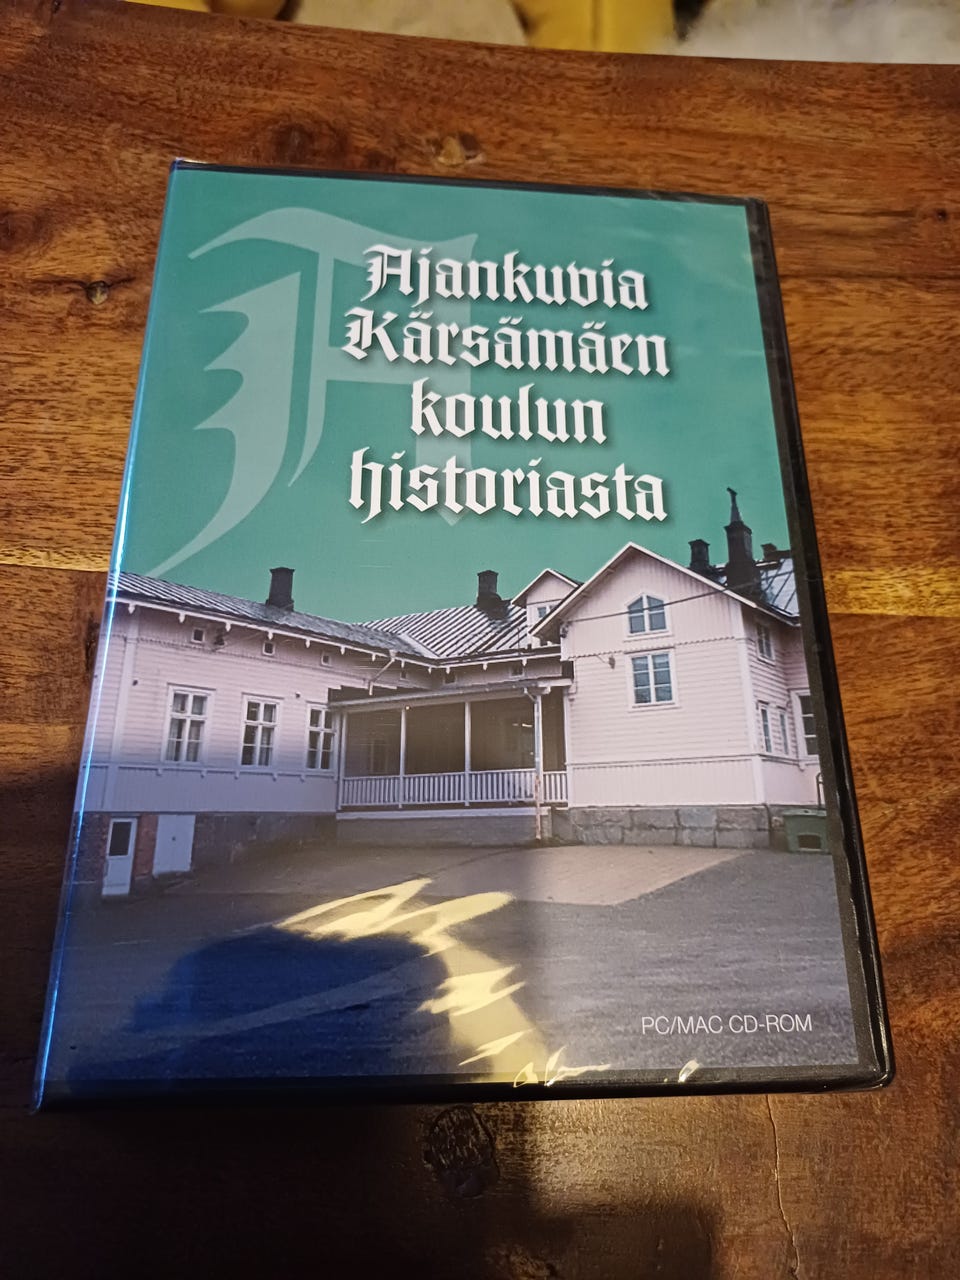 A
Ajankuvia
Kärsämäen
koulun
historiasta
PC/MAC CD-ROM